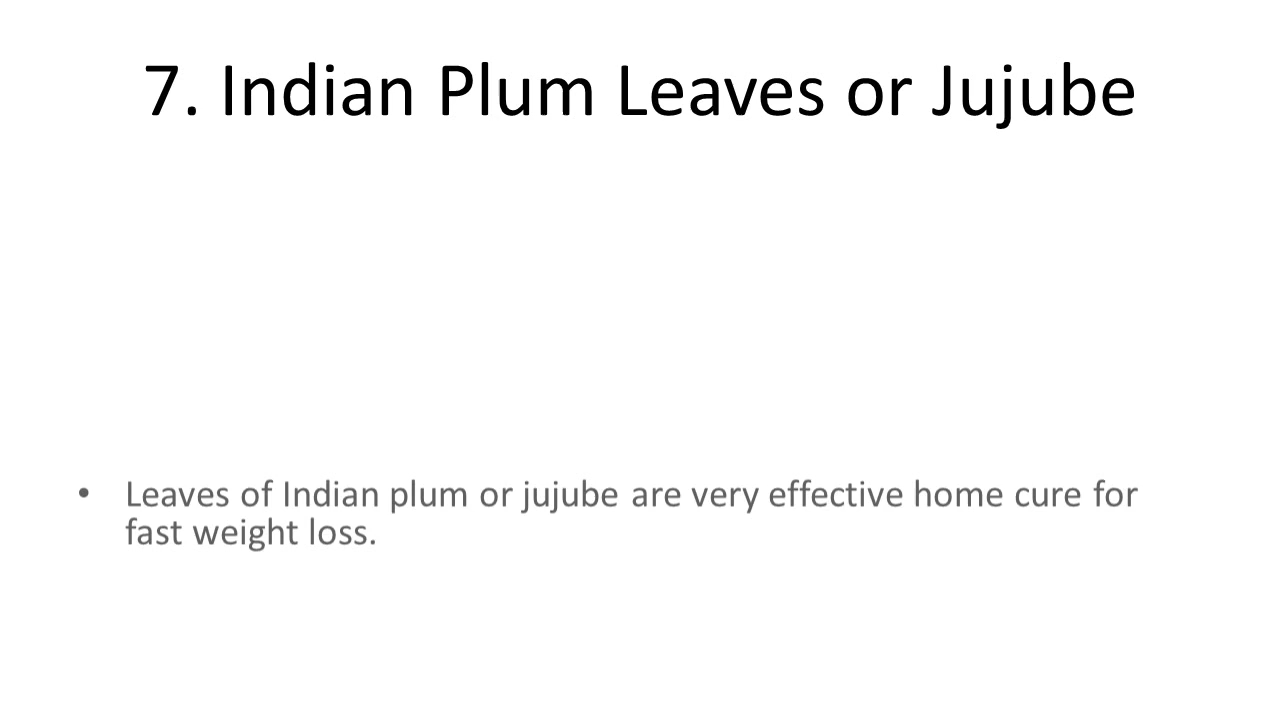 7. Indian Plum Leaves or Jujube
• Leaves of Indian plum or jujube are very effective home cure for
fast weight loss.